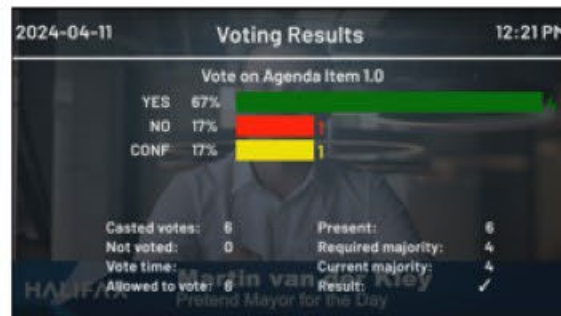 2024-04-11 Voting Results 12:21 PM
Vote on Agenda Item 1.0
YES 67% 4
NO 17% 1
CONF 17% 1
Casted votes: 6 Present: 6
Not voted: 0 Required majority: 4
Vote time: Current majority: 4
Allowed to vote: 6 Result: ✓
HALIFAX Martin van der Kley
Pretend Mayor for the Day